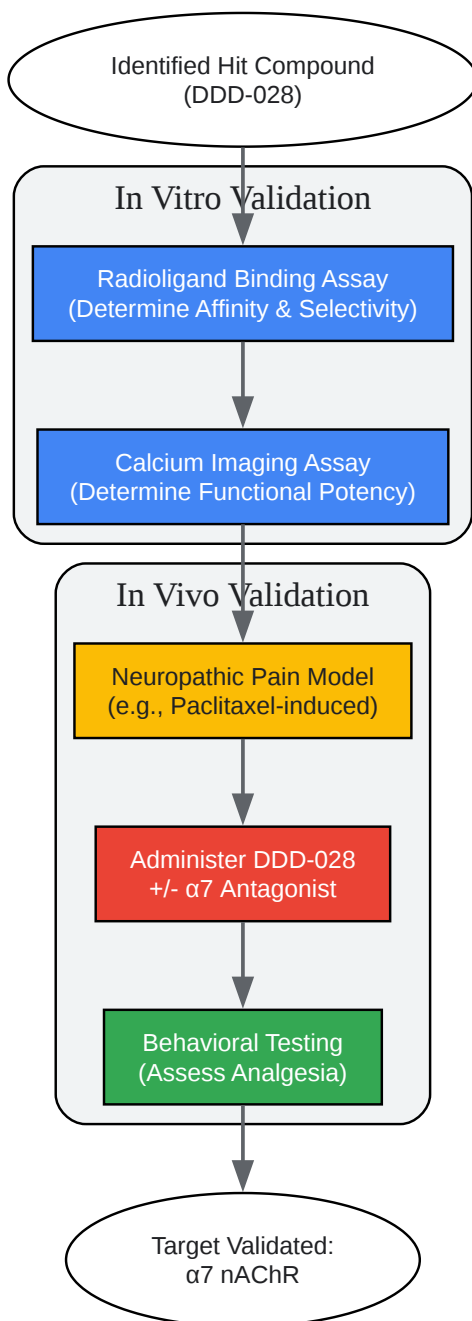 Identified Hit Compound
(DDD-028)
In Vitro Validation
Radioligand Binding Assay
(Determine Affinity & Selectivity)
Calcium Imaging Assay
(Determine Functional Potency)
In Vivo Validation
Neuropathic Pain Model
(e.g., Paclitaxel-induced)
Administer DDD-028
+/- α7 Antagonist
Behavioral Testing
(Assess Analgesia)
Target Validated:
α7 nAChR